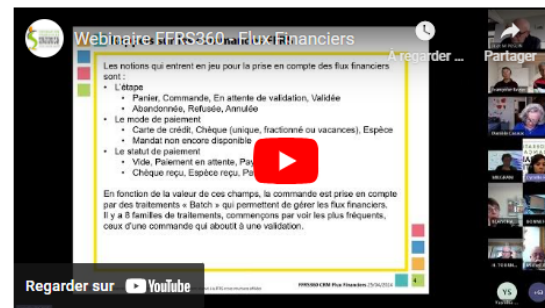 Webinaire FFRS360 - Flux Financiers
À regarder ...
Partager
Les notions qui entrent en jeu pour la prise en compte des flux financiers
sont :
• L'étape
• Panier, Commande, En attente de validation, Validée
• Abandonnée, Refusée, Annulée
• Le mode de paiement
• Carte de crédit, Chèque (unique, fractionné ou vacances), Espèce
• Mandat non encore disponible
• Le statut de paiement
• Vide, Paiement en attente, Pay
• Chèque reçu, Espèce reçu, Pa
En fonction de la valeur de ces champs, la commande est prise en compte
par des traitements « Batch » qui permettent de gérer les flux financiers.
Il y a 8 familles de traitements, commençons par voir les plus fréquents,
ceux d'une commande qui aboutit à une validation.
Regarder sur YouTube
FFRS360 CRM Flux Financiers
4
YS